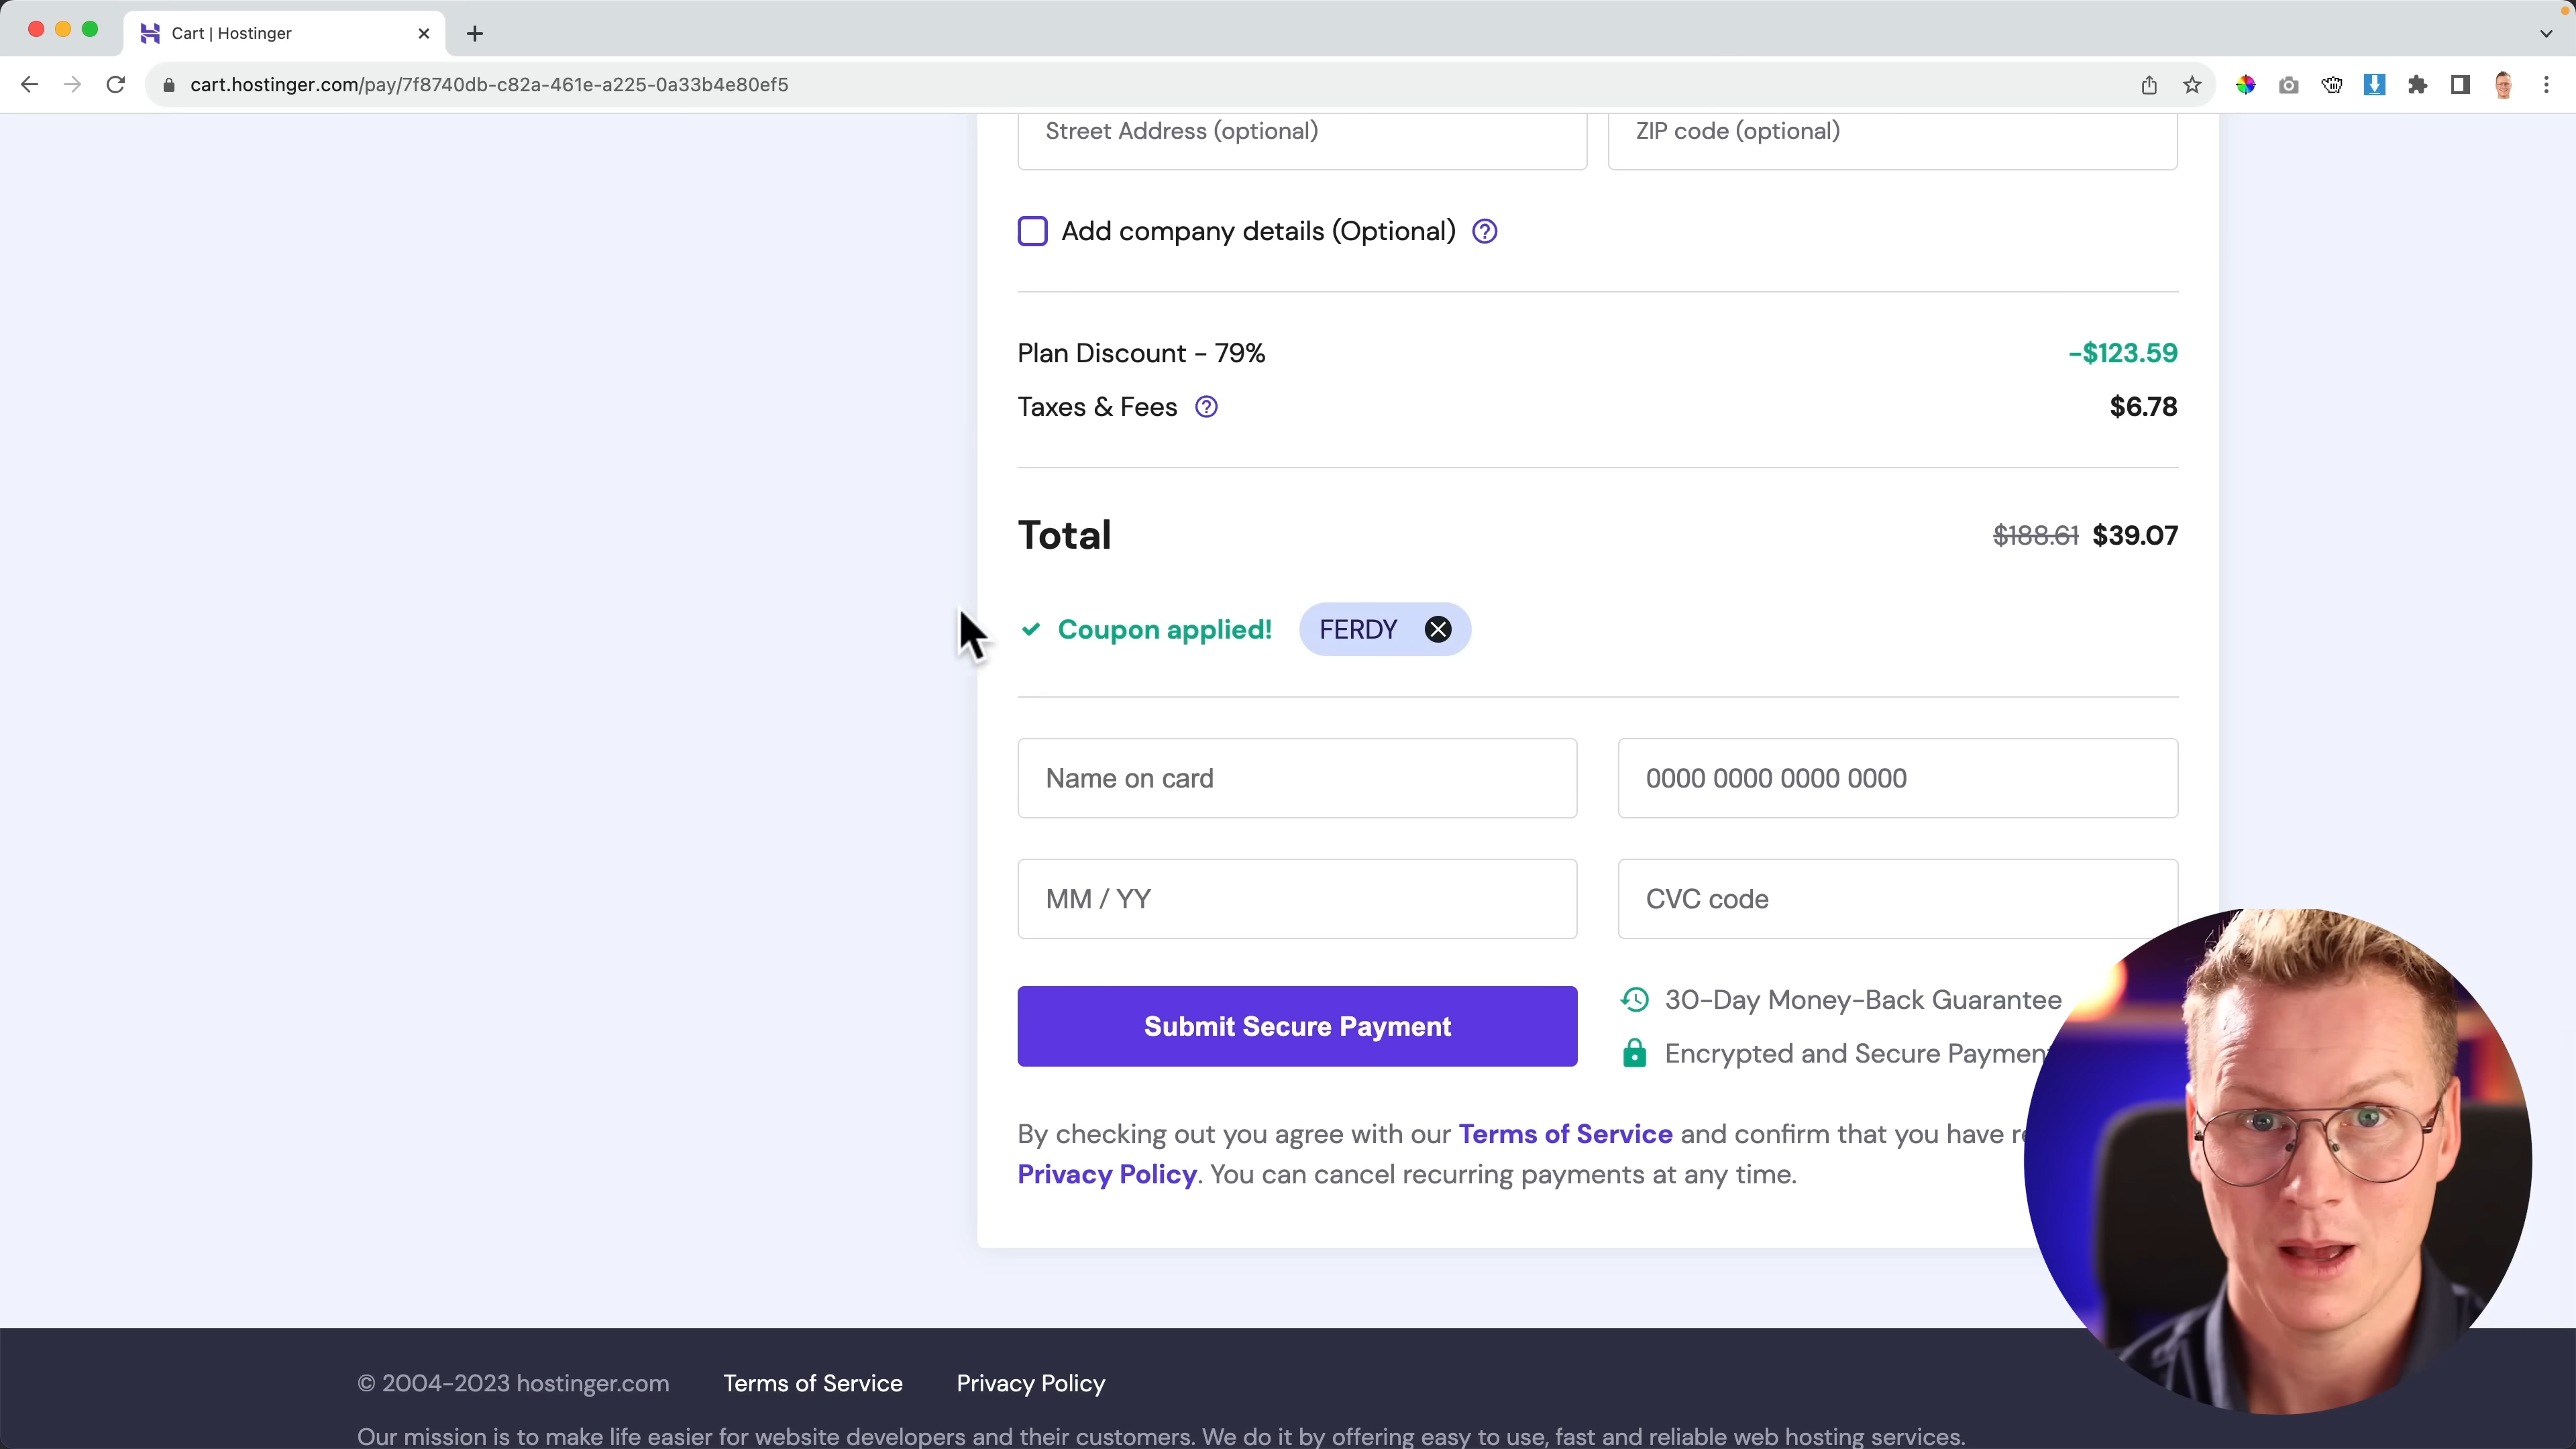 Cart | Hostinger
cart.hostinger.com/pay/7f8740db-c82a-461e-a225-0a33b4e80ef5
Street Address (optional)
ZIP code (optional)
Add company details (Optional)
Plan Discount - 79%
-$123.59
Taxes & Fees
$6.78
Total
$188.61 $39.07
Coupon applied!
FERDY
Name on card
0000 0000 0000 0000
MM / YY
CVC code
Submit Secure Payment
30-Day Money-Back Guarantee
Encrypted and Secure Payment
By checking out you agree with our Terms of Service and confirm that you have
Privacy Policy. You can cancel recurring payments at any time.
© 2004-2023 hostinger.com
Terms of Service
Privacy Policy
Our mission is to make life easier for website developers and their customers. We do it by offering easy to use, fast and reliable web hosting services.